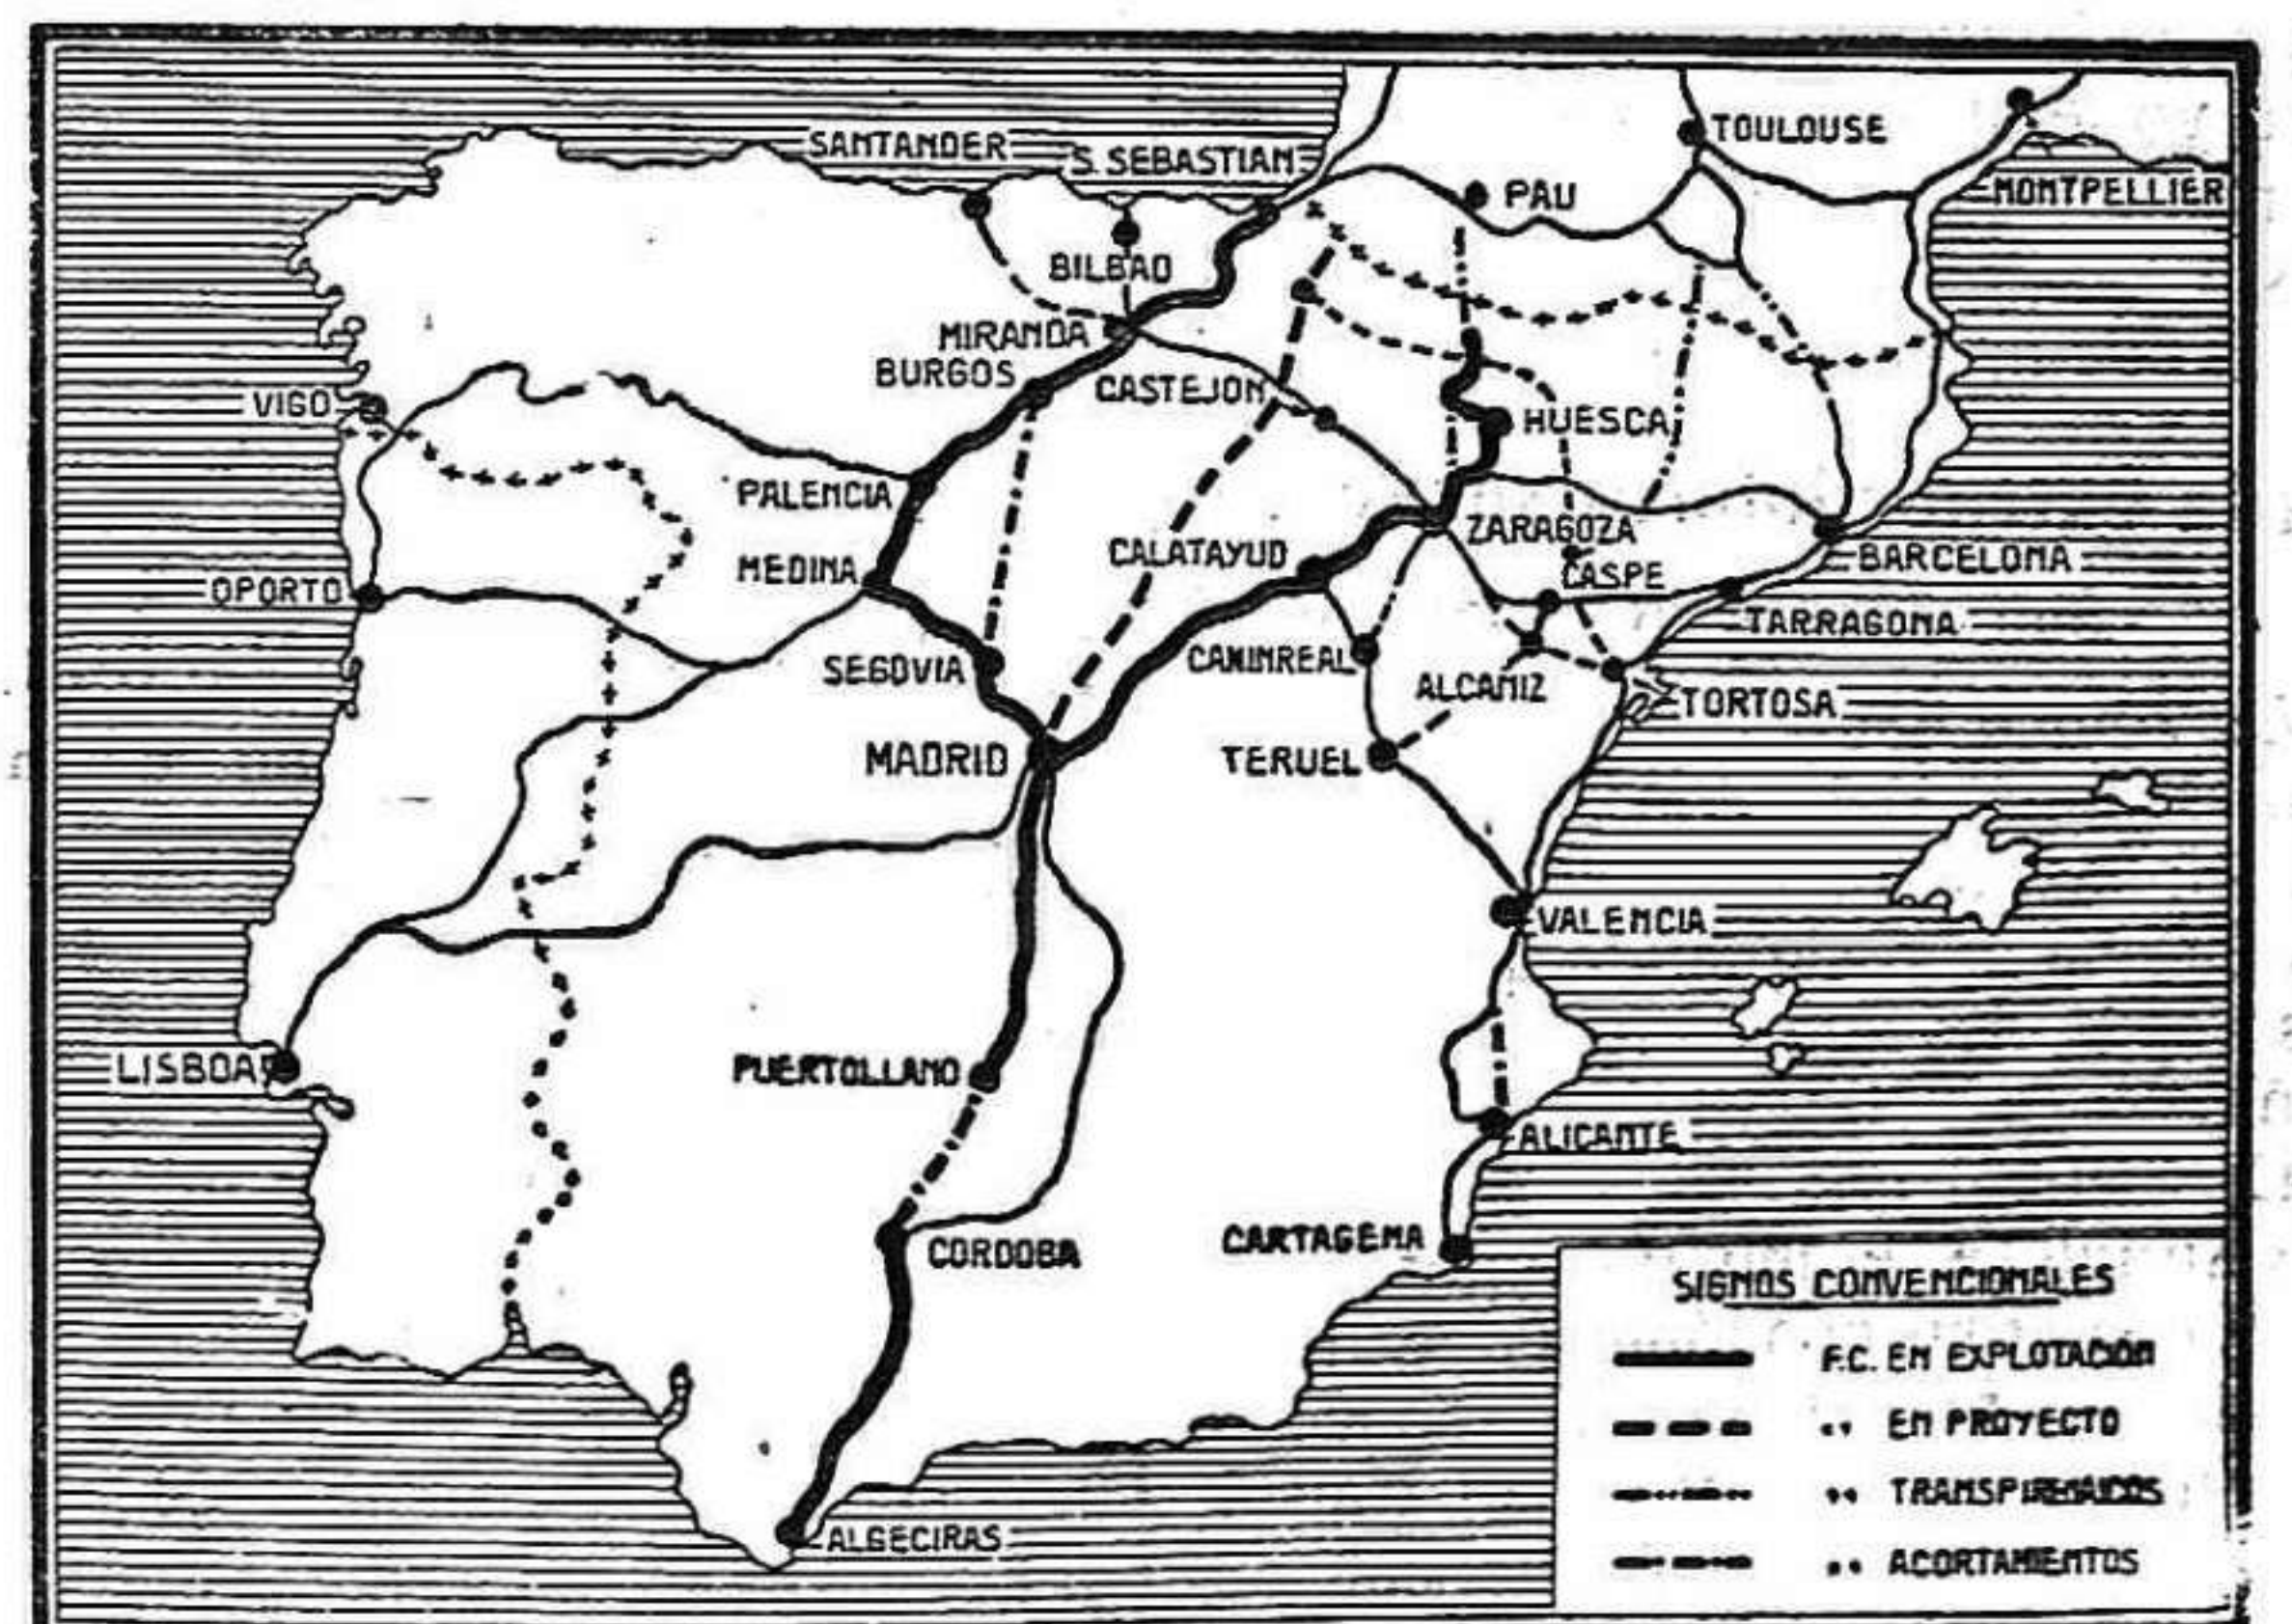 SANTANDER
S. SEBASTIAN
TOULOUSE
PAU
MONTPELLIER
BILBAO
MIRANDA
BURGOS
CASTEJON
VIGO
HUESCA
PALENCIA
ZARAGOZA
CALATAYUD
BARCELONA
MEDINA
CASPE
OPORTO
TARRAGONA
SEGOVIA
CAMINREAL
ALCAÑIZ
TORTOSA
MADRID
TERUEL
VALENCIA
LISBOA
PUERTOLLANO
ALICANTE
CORDOBA
CARTAGENA
ALGECIRAS
SIGNOS CONVENCIONALES
F.C. EN EXPLOTACION
" EN PROYECTO
" TRANSPIRENAICOS
" ACORTAMIENTOS